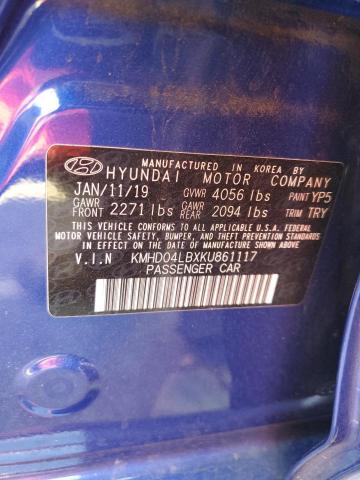 MANUFACTURED IN KOREA BY
HYUNDAI MOTOR COMPANY
JAN/11/19 GVWR 4056 lbs PAINT YP5
GAWR FRONT 2271 lbs GAWR REAR 2094 lbs TRIM TRY
THIS VEHICLE CONFORMS TO ALL APPLICABLE U.S. FEDERAL
MOTOR VEHICLE SAFETY, BUMPER, AND THEFT PREVENTION
STANDARDS IN EFFECT ON THE DATE OF MANUFACTURE SHOWN ABOVE.
V.I.N KMHD04LBXKU861117
PASSENGER CAR